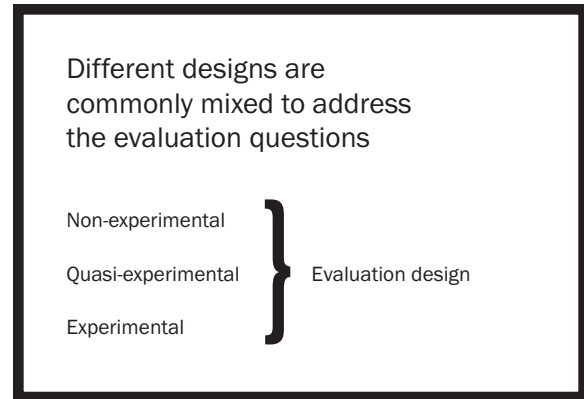 Different designs are
commonly mixed to address
the evaluation questions
Non-experimental
Quasi-experimental
Evaluation design
Experimental